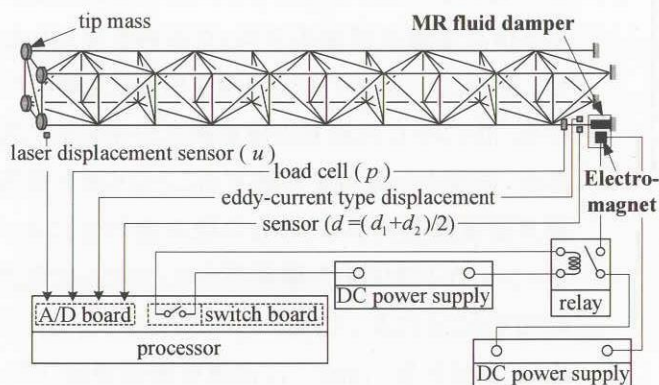 tip mass
MR fluid damper
laser displacement sensor ( u )
load cell ( p )
Electro-
magnet
eddy-current type displacement
sensor (d =(d₁+d₂)/2)
A/D board
switch board
processor
DC power supply
relay
DC power supply